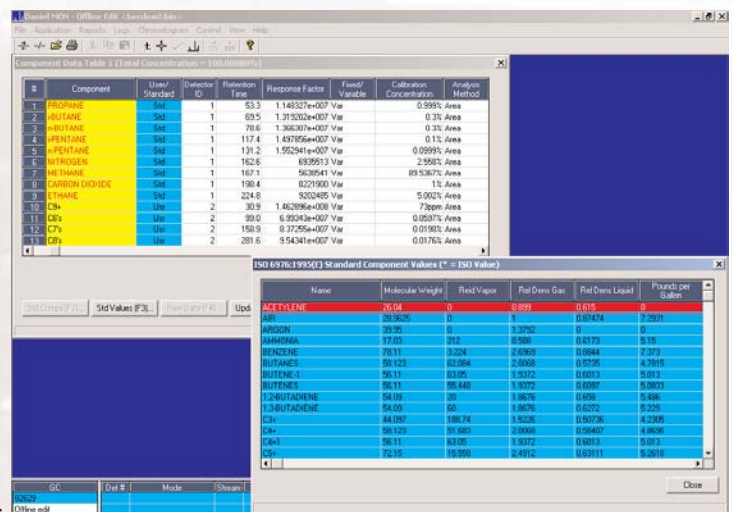 Daniel MON - Offline Edit
File Application Reports Logs Chromatogram Control View Help
Component Data Table 1 (Total Concentration = 100.00000%)
# Component User/ Standard Detector ID Retention Time Response Factor Fixed/ Variable Calibration Concentration Analysis Method
1 PROPANE Std 1 53.3 1.148327e+007 Var 0.999% Area
2 i-BUTANE Std 1 69.5 1.319202e+007 Var 0.3% Area
3 n-BUTANE Std 1 78.6 1.366307e+007 Var 0.3% Area
4 i-PENTANE Std 1 117.4 1.497856e+007 Var 0.1% Area
5 n-PENTANE Std 1 131.2 1.552941e+007 Var 0.0999% Area
6 NITROGEN Std 1 162.6 6935513 Var 2.558% Area
7 METHANE Std 1 167.1 5638541 Var 89.5367% Area
8 CARBON DIOXIDE Std 1 198.4 8221900 Var 1% Area
9 ETHANE Std 1 224.8 9202485 Var 5.002% Area
10 C9+ Usr 2 30.9 1.462896e+008 Var 73ppm Area
11 C6's Usr 2 99.0 6.99343e+007 Var 0.0597% Area
12 C7's Usr 2 158.9 8.37255e+007 Var 0.0198% Area
13 C8's Usr 2 281.6 9.54341e+007 Var 0.0176% Area
Std Comps (F2)... Std Values (F3)... Raw Data (F4)... Upd
ISO 6976:1995(E) Standard Component Values (* = ISO Value)
Name Molecular Weight Reid Vapor Rel Dens Gas Rel Dens Liquid Pounds per Gallon
ACETYLENE 26.04 0 0.899 0.615 0
AIR 28.9625 0 1 0.87474 7.2931
ARGON 39.95 0 1.3792 0 0
AMMONIA 17.03 212 0.588 0.6173 5.15
BENZENE 78.11 3.224 2.6969 0.8844 7.373
BUTANES 58.123 62.084 2.0068 0.5735 4.7815
BUTENE-1 56.11 63.05 1.9372 0.6013 5.013
BUTENES 56.11 55.448 1.9372 0.6097 5.0833
1,2-BUTADIENE 54.09 20 1.8676 0.658 5.486
1,3-BUTADIENE 54.09 60 1.8676 0.6272 5.229
C3+ 44.097 188.74 1.5226 0.50736 4.2305
C4+ 58.123 51.683 2.0068 0.58407 4.8696
C4=1 56.11 63.05 1.9372 0.6013 5.013
C5+ 72.15 15.558 2.4912 0.63111 5.2618
Close
GC Det # Mode Stream
92629
Offline edit